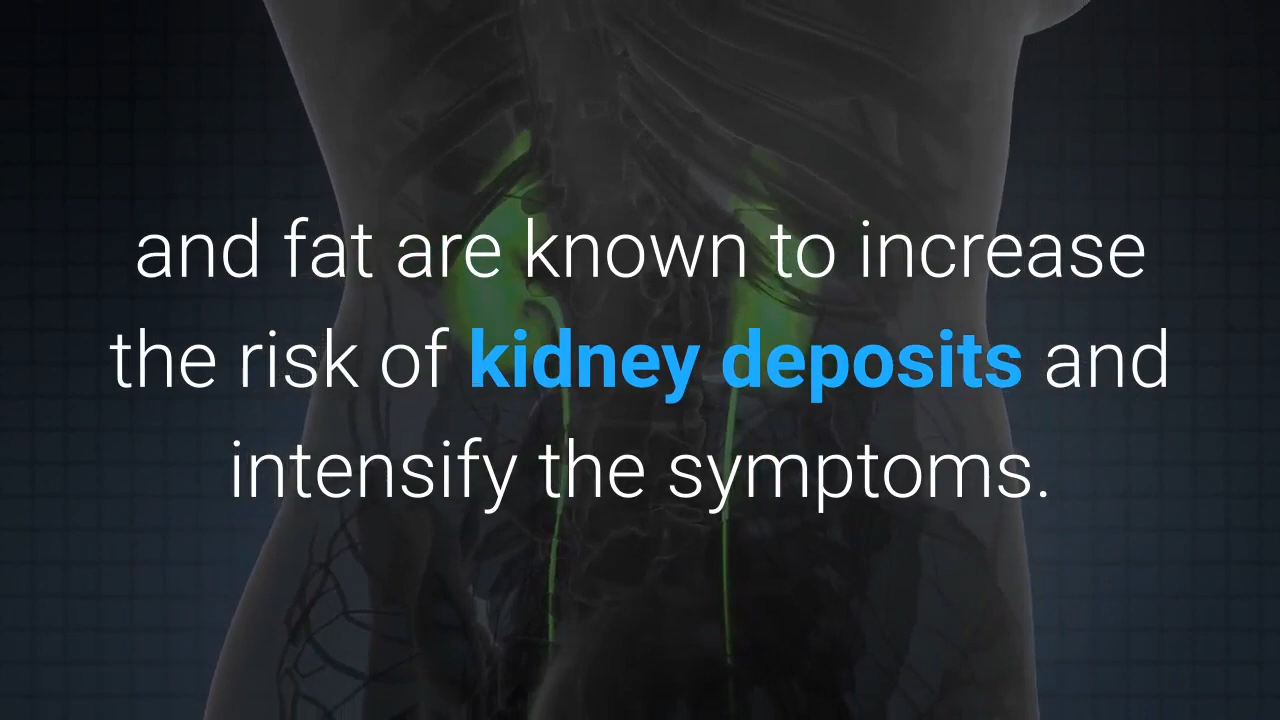 and fat are known to increase
the risk of kidney deposits and
intensify the symptoms.